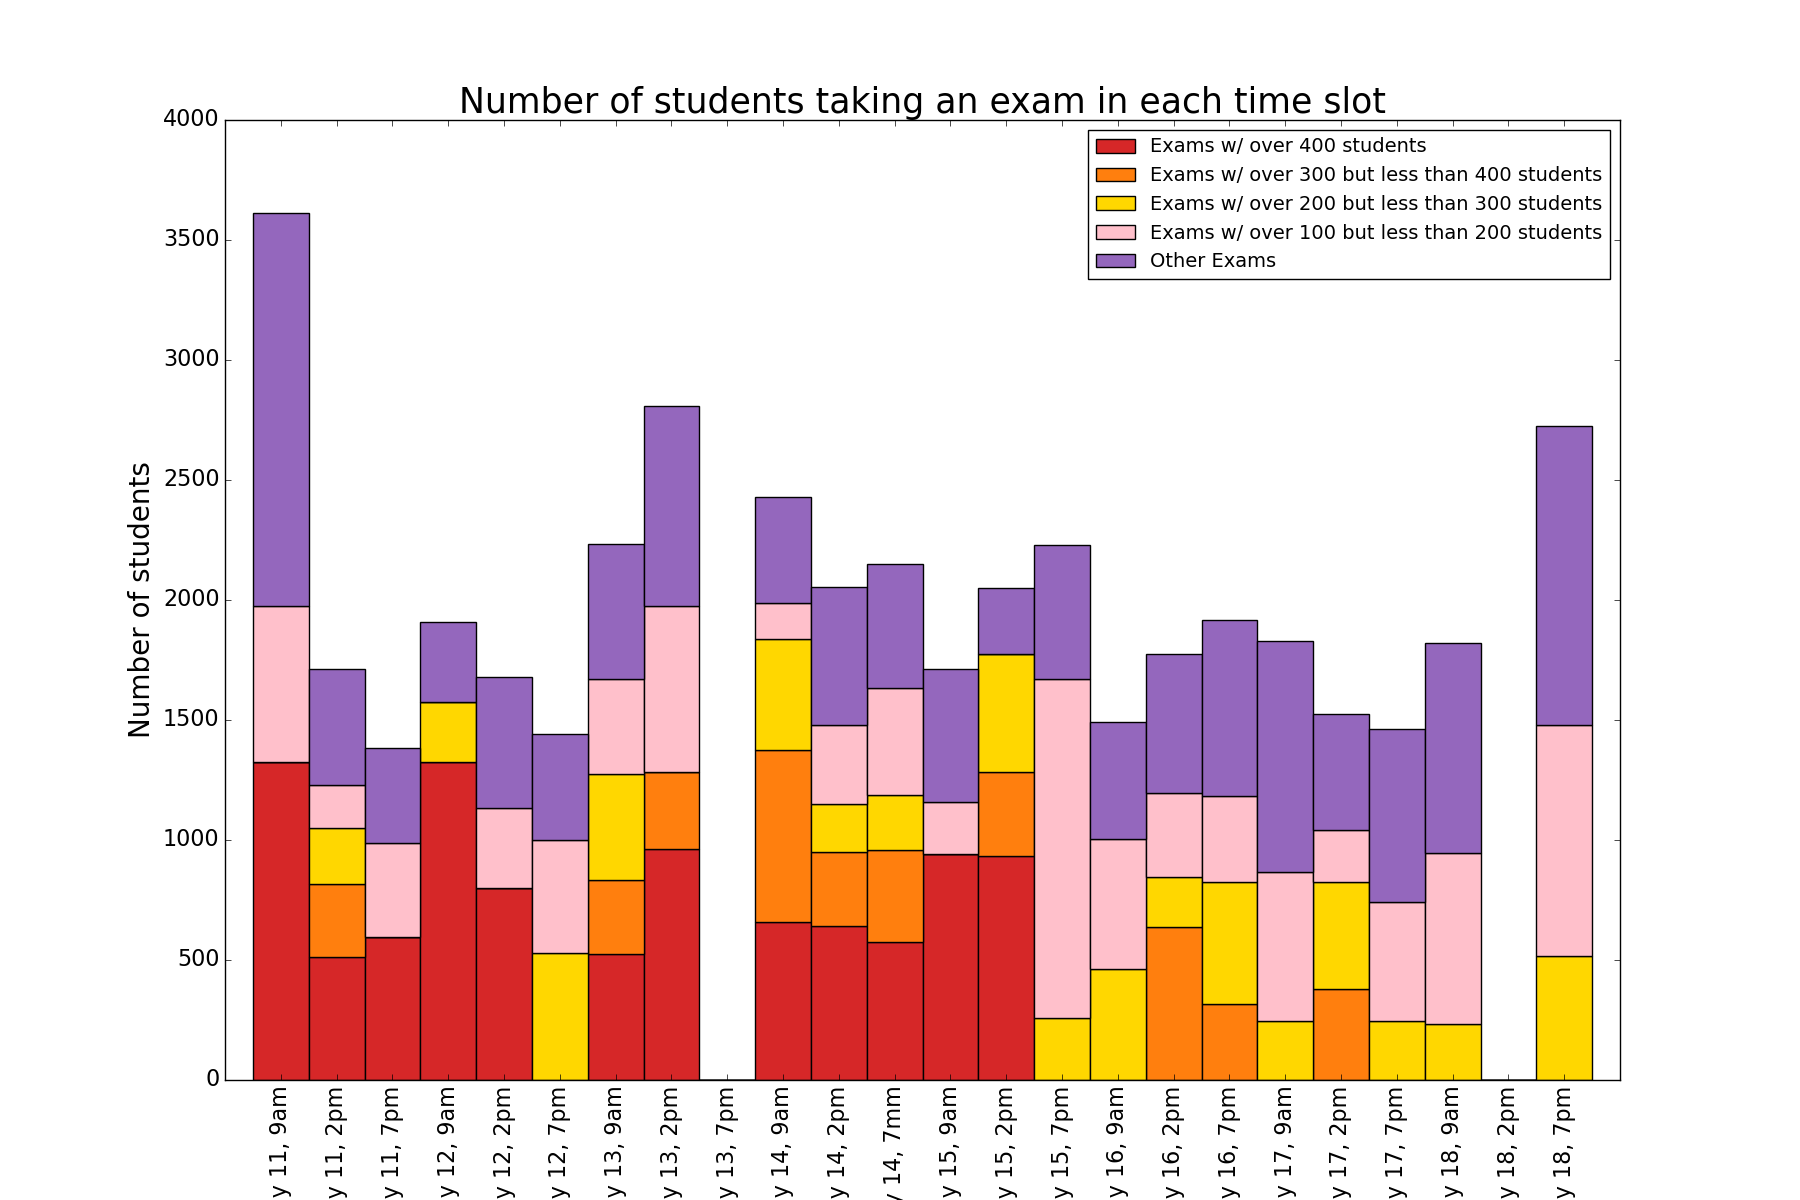 Number of students taking an exam in each time slot
Exams w/ over 400 students
Exams w/ over 300 but less than 400 students
Exams w/ over 200 but less than 300 students
Exams w/ over 100 but less than 200 students
Other Exams
Number of students
4000
3500
3000
2500
2000
1500
1000
500
0
y 11, 9am
y 11, 2pm
y 11, 7pm
y 12, 9am
y 12, 2pm
y 12, 7pm
y 13, 9am
y 13, 2pm
y 13, 7pm
y 14, 9am
y 14, 2pm
y 14, 7mm
y 15, 9am
y 15, 2pm
y 15, 7pm
y 16, 9am
y 16, 2pm
y 16, 7pm
y 17, 9am
y 17, 2pm
y 17, 7pm
y 18, 9am
y 18, 2pm
y 18, 7pm